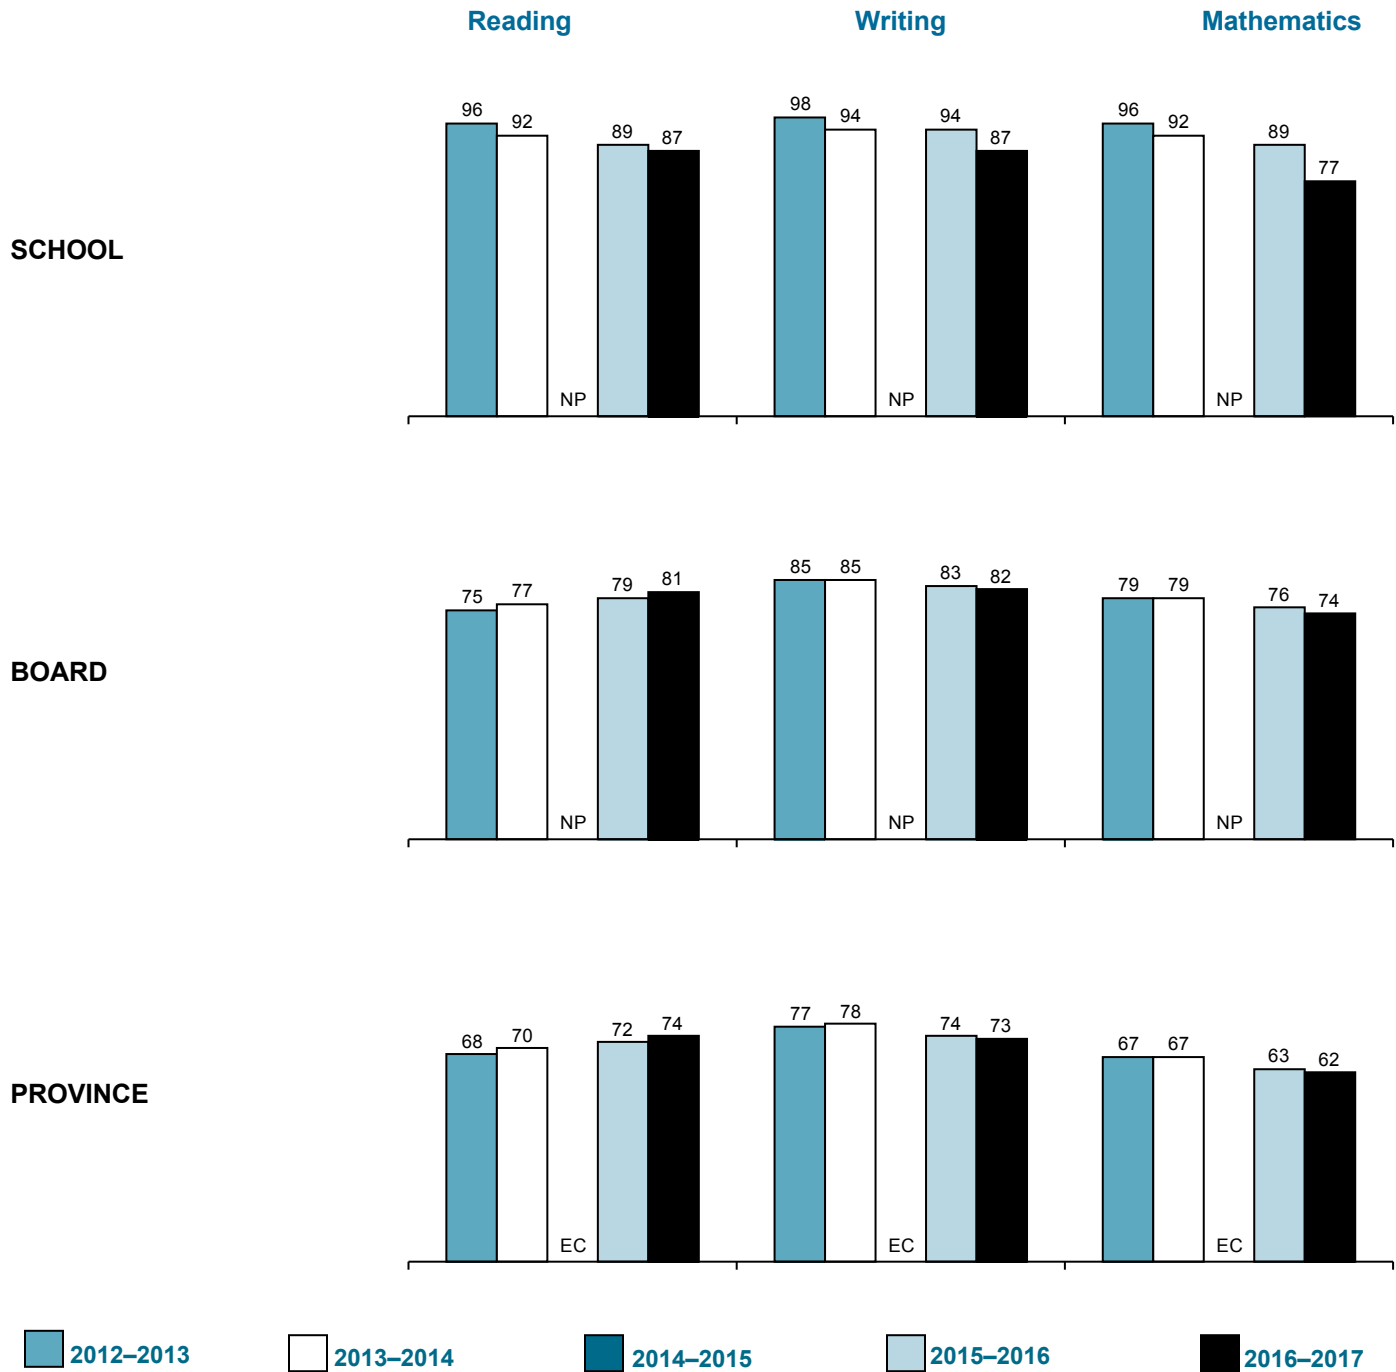 Reading Writing Mathematics
SCHOOL
96 92 NP 89 87 98 94 NP 94 87 96 92 NP 89 77
BOARD
75 77 NP 79 81 85 85 NP 83 82 79 79 NP 76 74
PROVINCE
68 70 EC 72 74 77 78 EC 74 73 67 67 EC 63 62
2012–2013 2013–2014 2014–2015 2015–2016 2016–2017